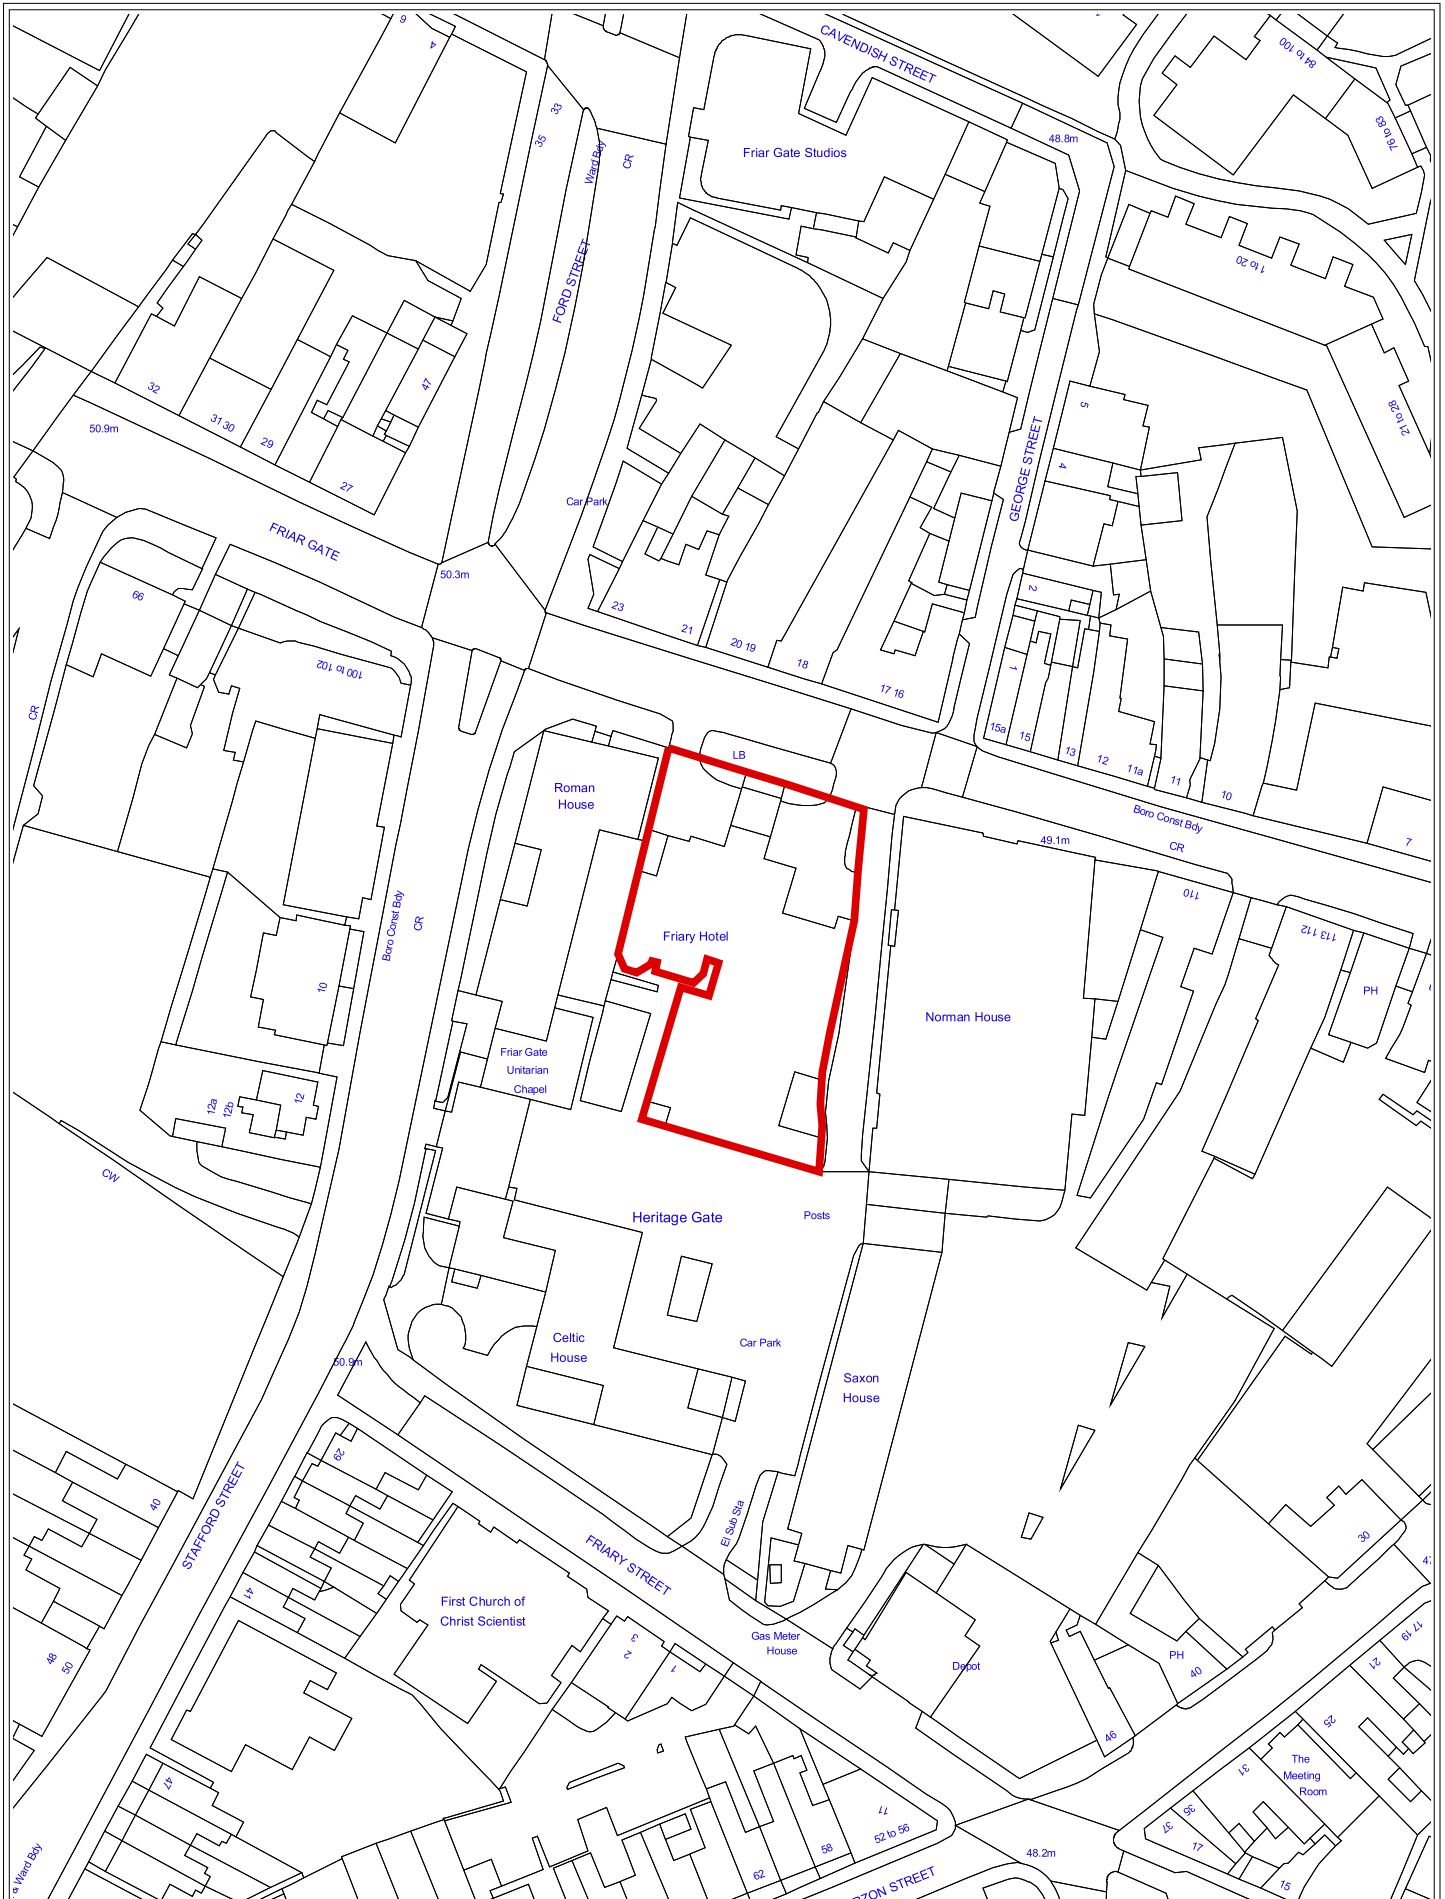 6
4
CAVENDISH STREET
84 to 100
76 to 83
33
35
Ward Bdy
CR
Friar Gate Studios
48.8m
1 to 20
FORD STREET
32
31 30
29
27
47
50.9m
5
4
21 to 28
GEORGE STREET
Car Park
FRIAR GATE
50.3m
99
100 to 102
23
21
20 19
18
17 16
2
1
15a
15
13
12
11a
11
10
7
CR
LB
Roman
House
Boro Const Bdy
CR
49.1m
110
113 112
PH
Boro Const Bdy
CR
Friary Hotel
10
Norman House
Friar Gate
Unitarian
Chapel
12a
12b
12
CW
Heritage Gate
Posts
Celtic
House
Car Park
50.9m
Saxon
House
29
40
STAFFORD STREET
41
El Sub Sta
30
FRIARY STREET
First Church of
Christ Scientist
3
2
1
Gas Meter
House
Depot
PH
40
46
48
50
17 19
21
25
31
The
Meeting
Room
35
37
17
15
47
11
52 to 56
58
62
48.2m
RZON STREET
& Ward Bdy